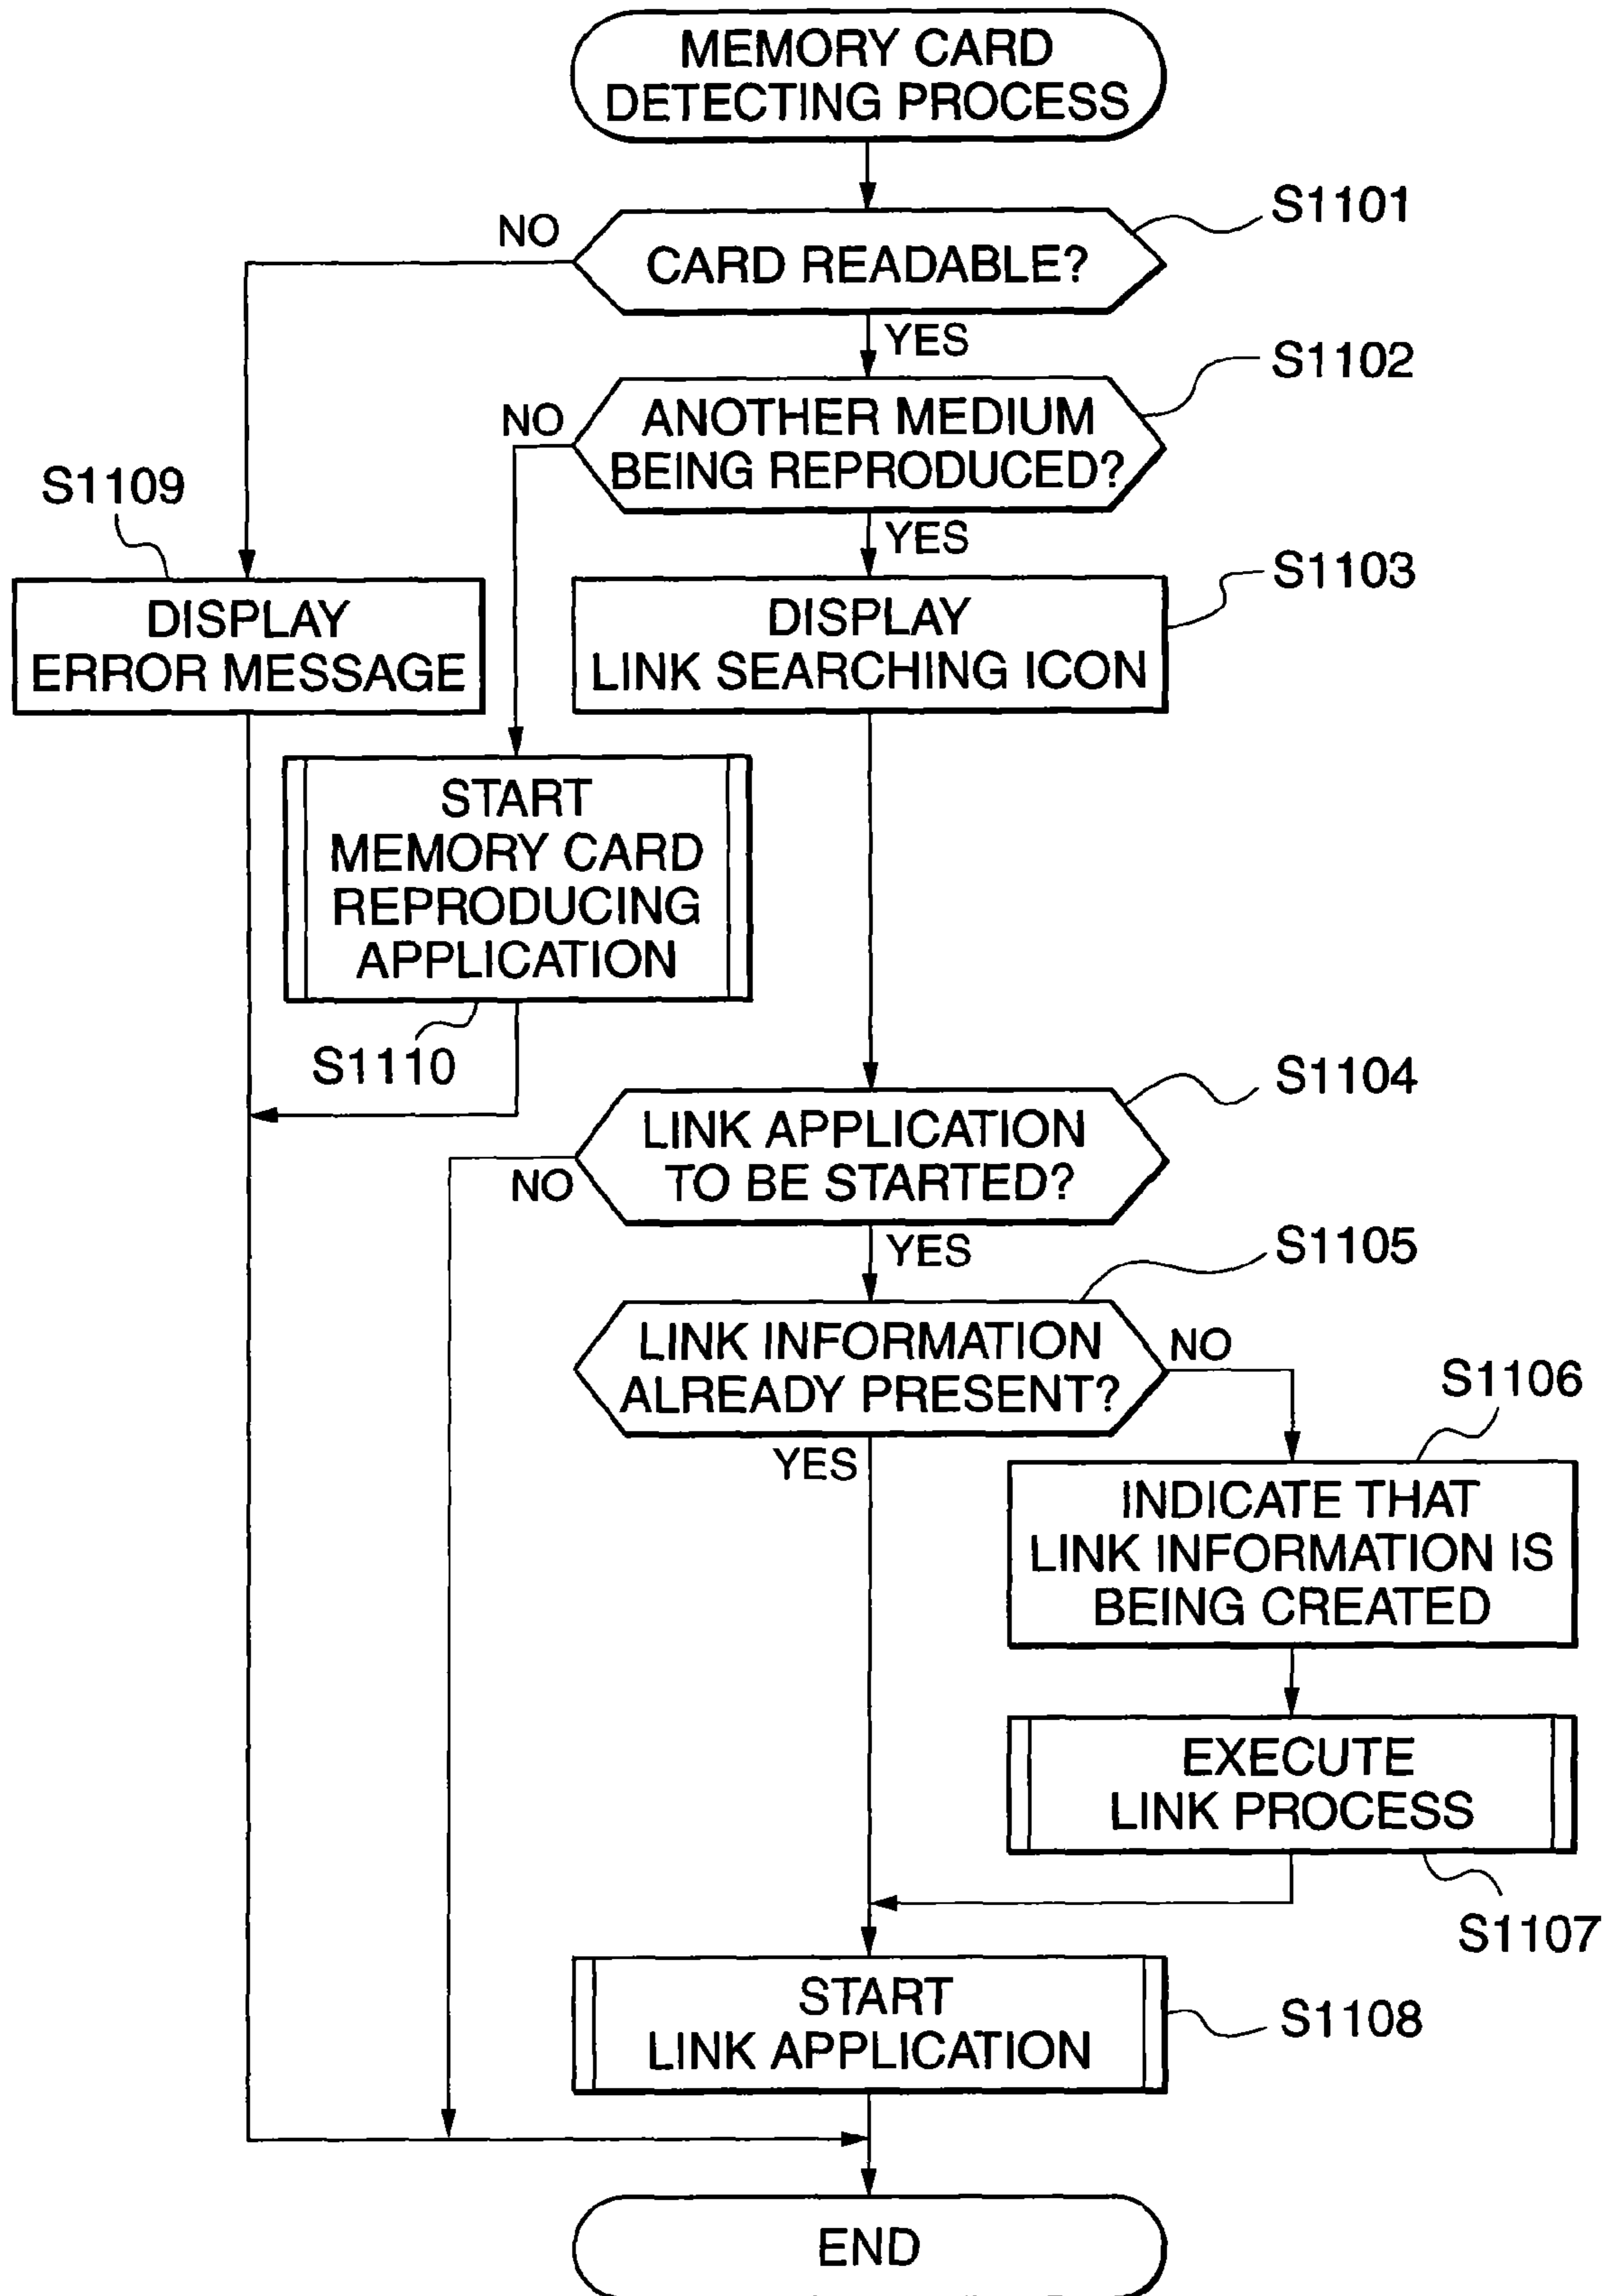 MEMORY CARD
DETECTING PROCESS
S1101
NO
CARD READABLE?
YES
S1102
NO
ANOTHER MEDIUM
BEING REPRODUCED?
S1109
YES
S1103
DISPLAY
ERROR MESSAGE
DISPLAY
LINK SEARCHING ICON
START
MEMORY CARD
REPRODUCING
APPLICATION
S1110
S1104
LINK APPLICATION
TO BE STARTED?
NO
YES
S1105
LINK INFORMATION
ALREADY PRESENT?
NO
S1106
YES
INDICATE THAT
LINK INFORMATION IS
BEING CREATED
EXECUTE
LINK PROCESS
S1107
START
LINK APPLICATION
S1108
END